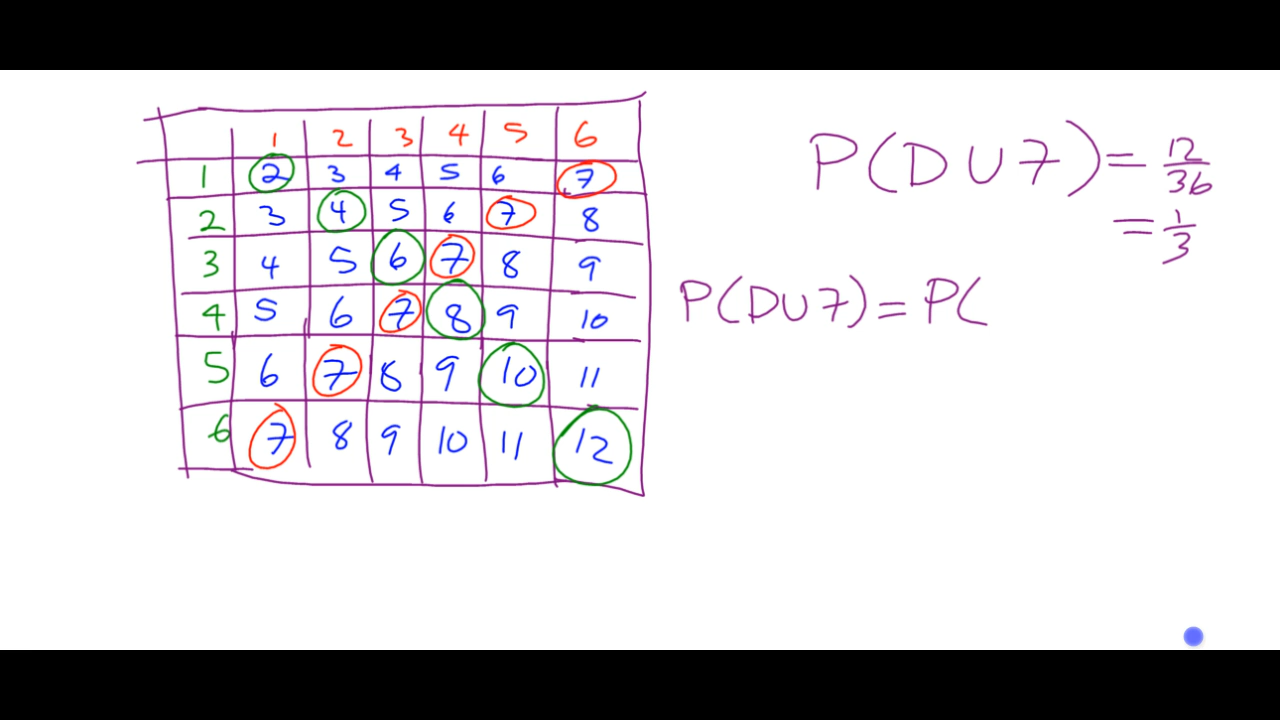 1 2 3 4 5 6
1 2 3 4 5 6 7
2 3 4 5 6 7 8
3 4 5 6 7 8 9
4 5 6 7 8 9 10
5 6 7 8 9 10 11
6 7 8 9 10 11 12
P(D∪7) = 12/36
= 1/3
P(D∪7) = P(